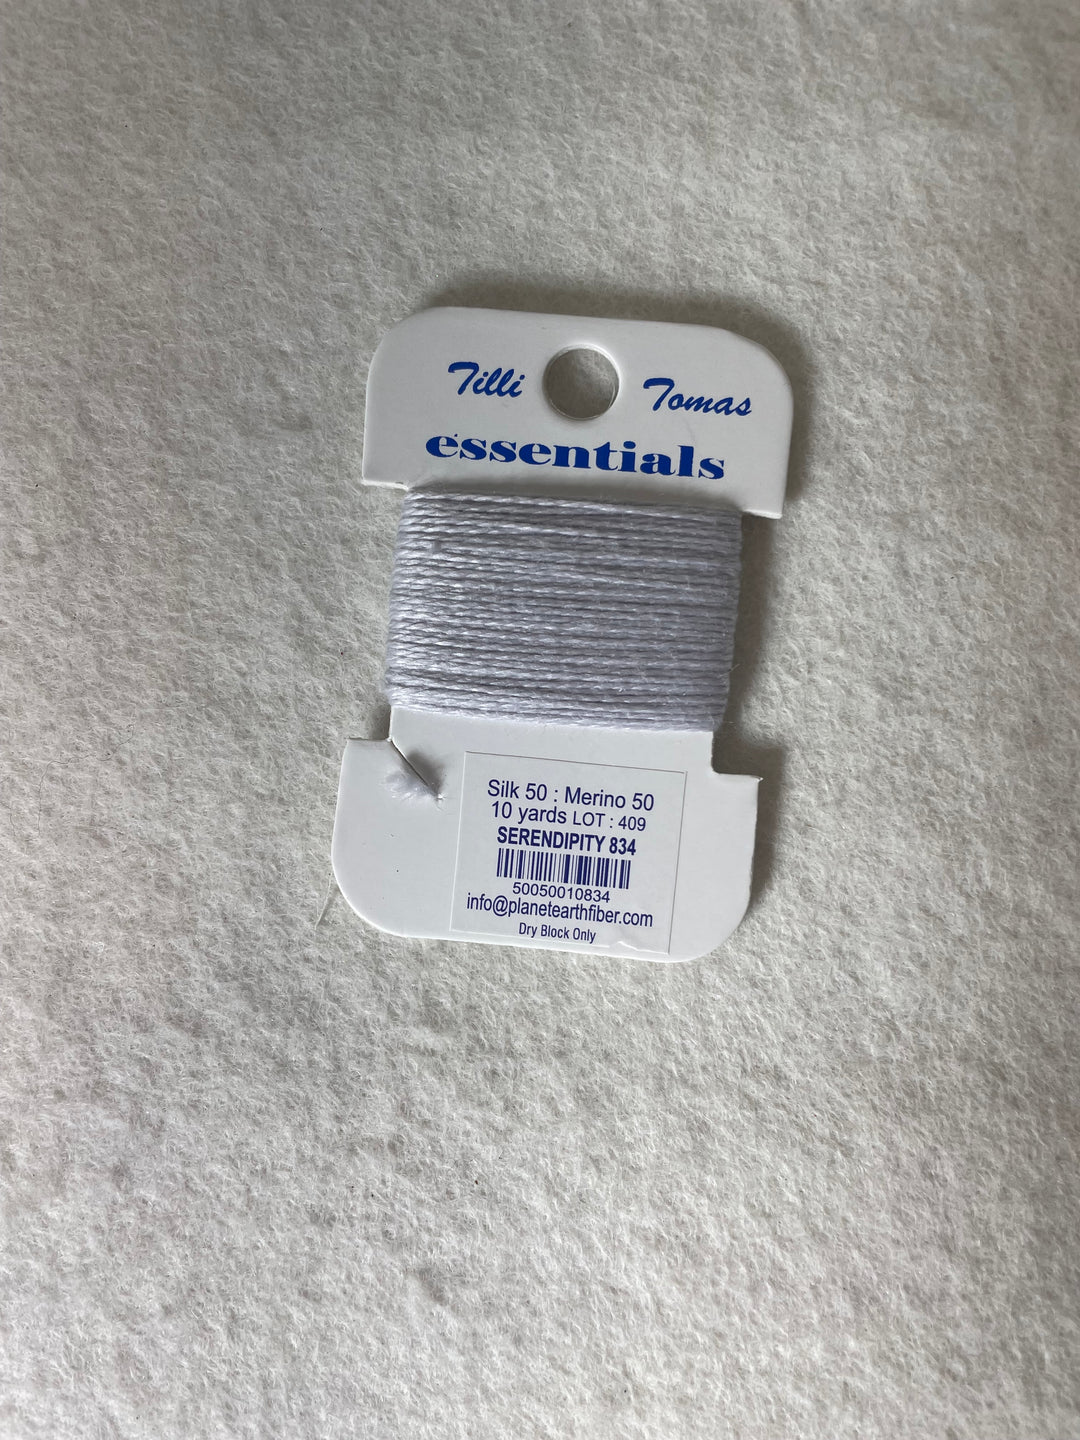 Tilli Tomas
essentials
Silk 50 : Merino 50
10 yards LOT : 409
SERENDIPITY 834
50050010834
info@planetearthfiber.com
Dry Block Only